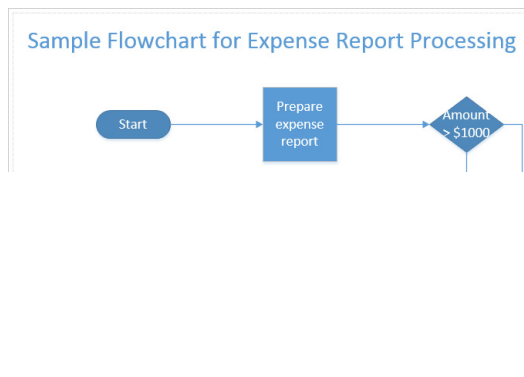 Sample Flowchart for Expense Report Processing
Start
Prepare
expense
report
Amount
> $1000